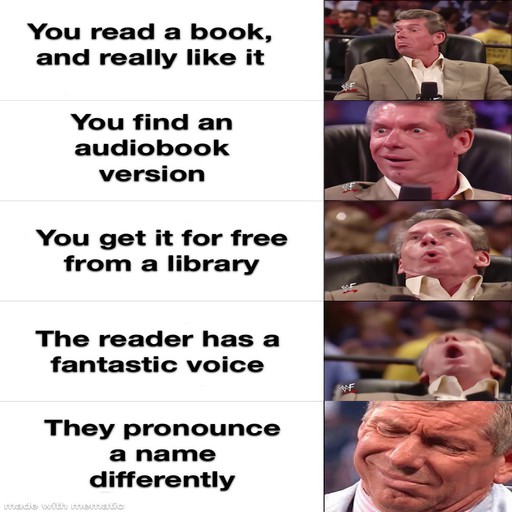 You read a book,
and really like it
You find an
audiobook
version
You get it for free
from a library
The reader has a
fantastic voice
They pronounce
a name
differently
made with mematic